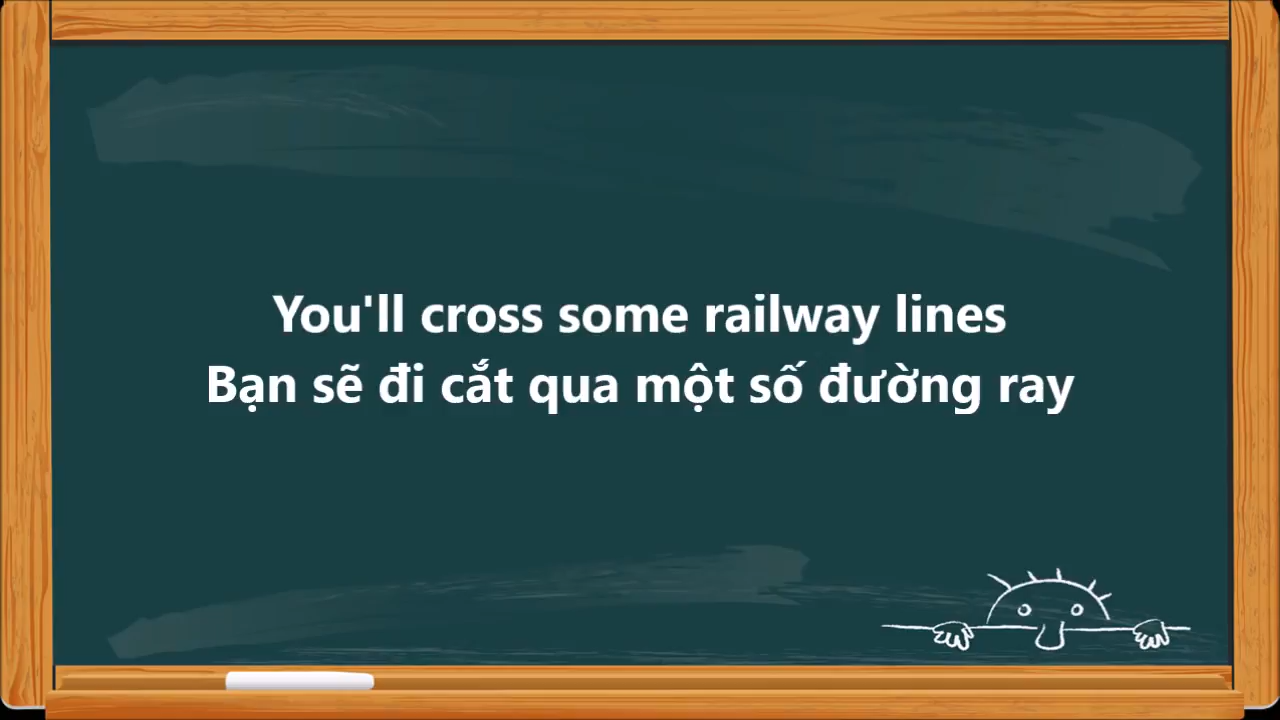 You'll cross some railway lines
Bạn sẽ đi cắt qua một số đường ray